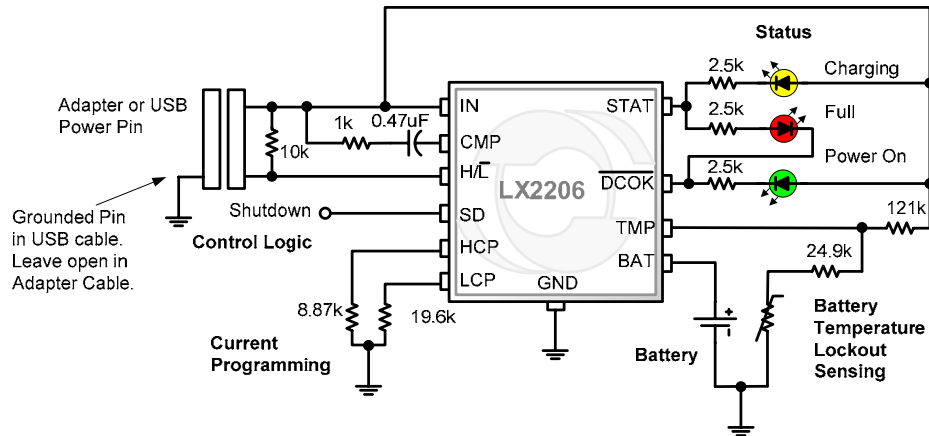 Status
2.5k
Charging
Adapter or USB
Power Pin
IN
STAT
2.5k
Full
1k
0.47uF
10k
CMP
H/L̅
LX2206
D̅C̅O̅K̅
2.5k
Power On
Grounded Pin
in USB cable.
Leave open in
Adapter Cable.
Shutdown
SD
TMP
121k
Control Logic
HCP
BAT
24.9k
LCP
GND
8.87k
19.6k
Current
Programming
+
-
Battery
Battery
Temperature
Lockout
Sensing